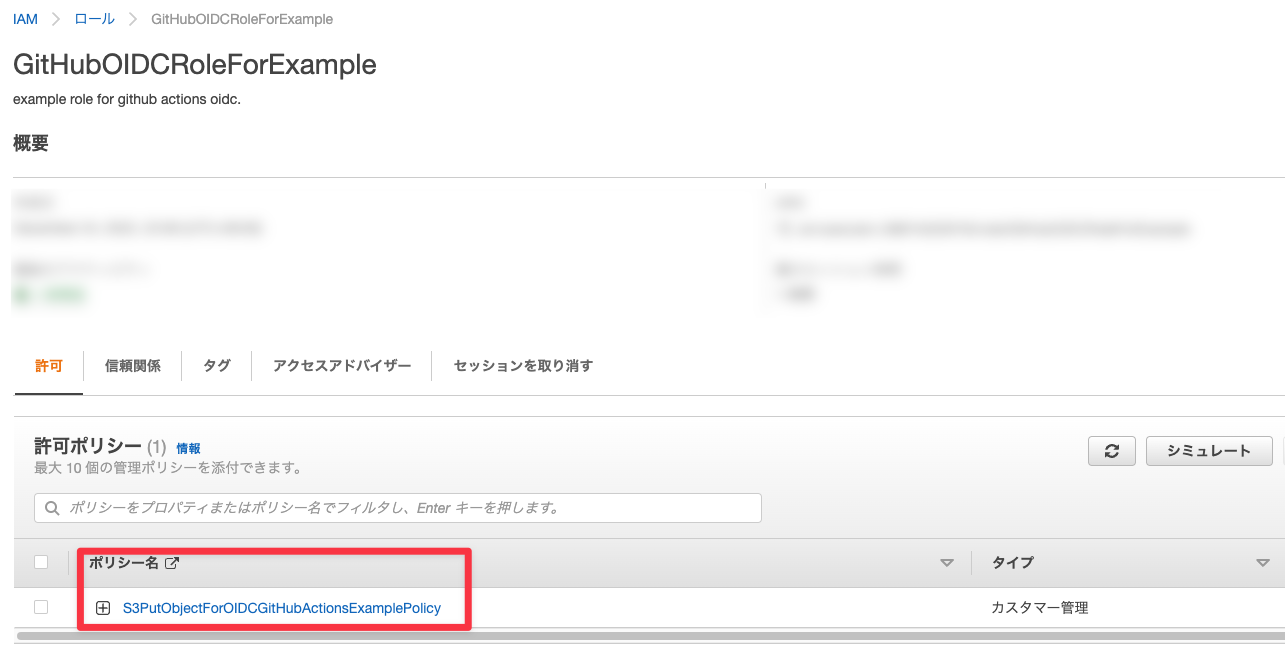 IAM > ロール > GitHubOIDCRoleForExample
GitHubOIDCRoleForExample
example role for github actions oidc.
概要
許可 信頼関係 タグ アクセスアドバイザー セッションを取り消す
許可ポリシー (1) 情報
最大 10 個の管理ポリシーを添付できます。
シミュレート
ポリシーをプロパティまたはポリシー名でフィルタし、Enter キーを押します。
ポリシー名 タイプ
S3PutObjectForOIDCGitHubActionsExamplePolicy カスタマー管理